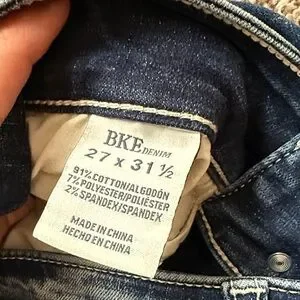 BKE DENIM
27 x 31 ½
91% COTTON/ALGODÓN
7% POLYESTER/POLIÉSTER
2% SPANDEX/SPANDEX
MADE IN CHINA
HECHO EN CHINA